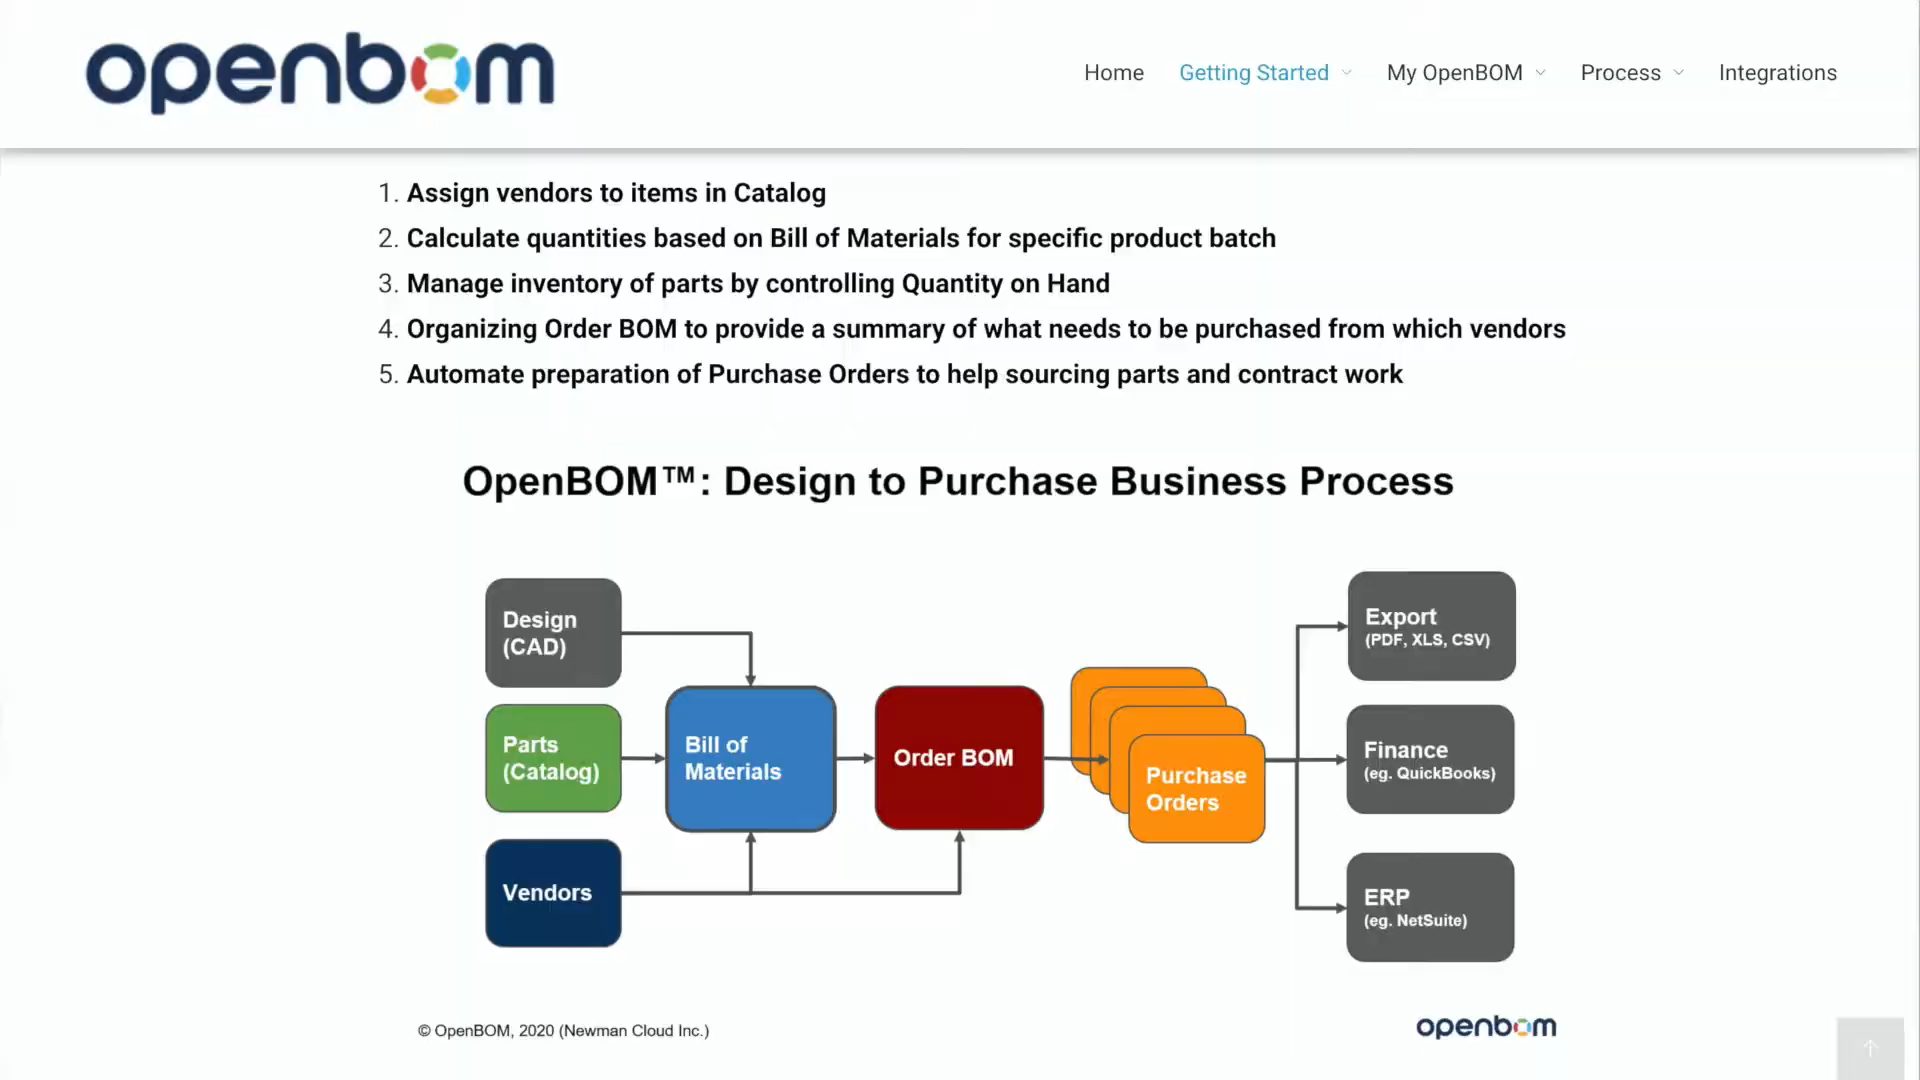 openbom
Home Getting Started My OpenBOM Process Integrations
1. Assign vendors to items in Catalog
2. Calculate quantities based on Bill of Materials for specific product batch
3. Manage inventory of parts by controlling Quantity on Hand
4. Organizing Order BOM to provide a summary of what needs to be purchased from which vendors
5. Automate preparation of Purchase Orders to help sourcing parts and contract work
OpenBOM™: Design to Purchase Business Process
Design
(CAD)
Parts
(Catalog)
Vendors
Bill of
Materials
Order BOM
Purchase
Orders
Export
(PDF, XLS, CSV)
Finance
(eg. QuickBooks)
ERP
(eg. NetSuite)
© OpenBOM, 2020 (Newman Cloud Inc.)
openbom